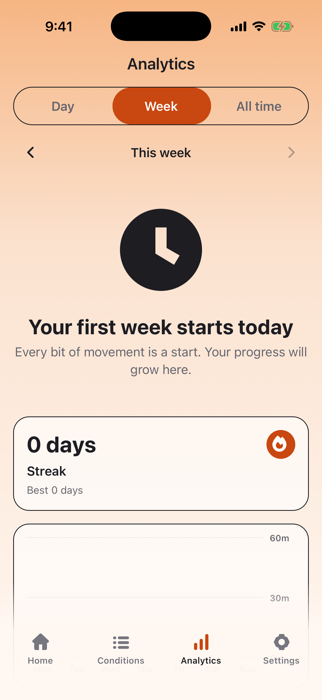 9:41
Analytics
Day Week All time
This week
Your first week starts today
Every bit of movement is a start. Your progress will
grow here.
0 days
Streak
Best 0 days
60m
30m
Home Conditions Analytics Settings